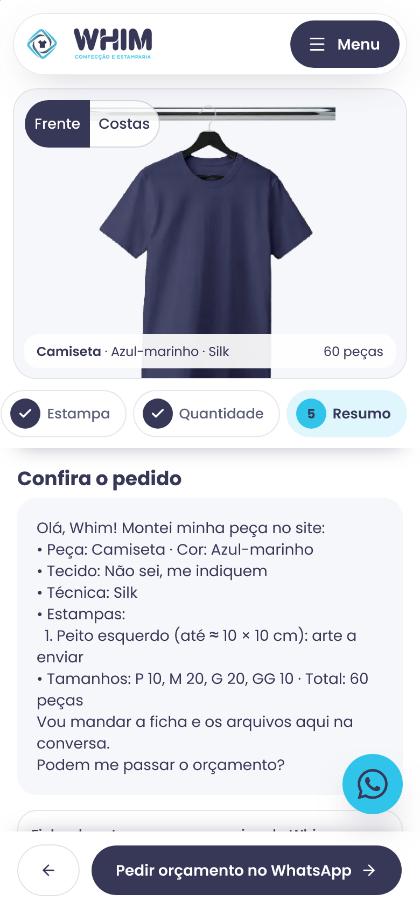 WHIM
CONFECÇÃO E ESTAMPARIA
Menu
Frente
Costas
Camiseta · Azul-marinho · Silk
60 peças
Estampa
Quantidade
5
Resumo
Confira o pedido
Olá, Whim! Montei minha peça no site:
• Peça: Camiseta · Cor: Azul-marinho
• Tecido: Não sei, me indiquem
• Técnica: Silk
• Estampas:
1. Peito esquerdo (até ≈ 10 × 10 cm): arte a
enviar
• Tamanhos: P 10, M 20, G 20, GG 10 · Total: 60
peças
Vou mandar a ficha e os arquivos aqui na
conversa.
Podem me passar o orçamento?
Pedir orçamento no WhatsApp